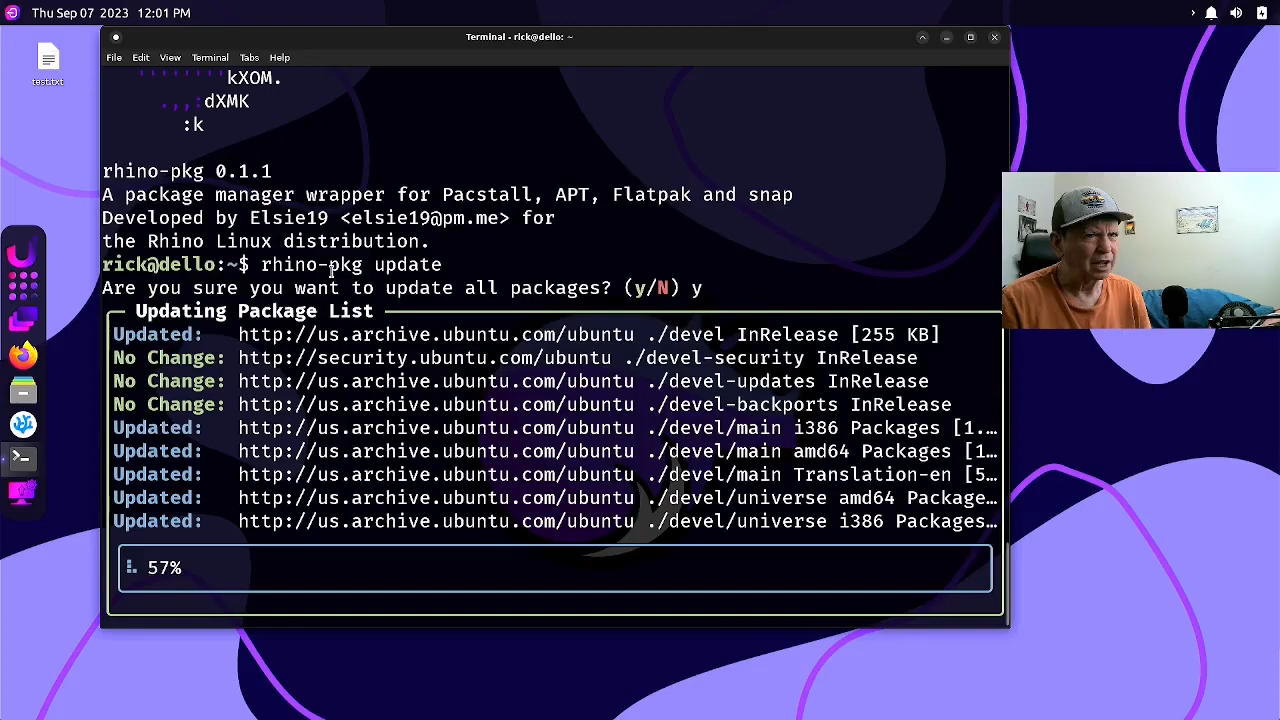 Thu Sep 07 2023 12:01 PM
test.txt
Terminal - rick@dello: ~
File Edit View Terminal Tabs Help
''''''''kXOM.
.,,:dXMK
:k
rhino-pkg 0.1.1
A package manager wrapper for Pacstall, APT, Flatpak and snap
Developed by Elsie19 <elsie19@pm.me> for
the Rhino Linux distribution.
rick@dello:~$ rhino-pkg update
Are you sure you want to update all packages? (y/N) y
Updating Package List
Updated: http://us.archive.ubuntu.com/ubuntu ./devel InRelease [255 KB]
No Change: http://security.ubuntu.com/ubuntu ./devel-security InRelease
No Change: http://us.archive.ubuntu.com/ubuntu ./devel-updates InRelease
No Change: http://us.archive.ubuntu.com/ubuntu ./devel-backports InRelease
Updated: http://us.archive.ubuntu.com/ubuntu ./devel/main i386 Packages [1.…
Updated: http://us.archive.ubuntu.com/ubuntu ./devel/main amd64 Packages [1…
Updated: http://us.archive.ubuntu.com/ubuntu ./devel/main Translation-en [5…
Updated: http://us.archive.ubuntu.com/ubuntu ./devel/universe amd64 Package…
Updated: http://us.archive.ubuntu.com/ubuntu ./devel/universe i386 Packages…
57%